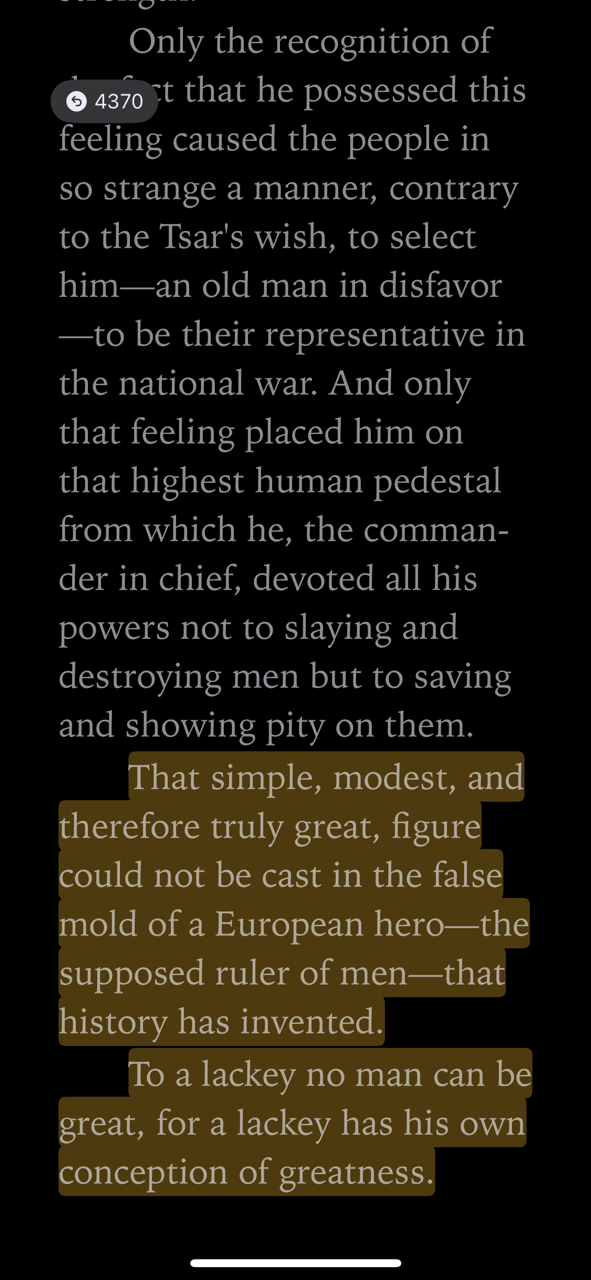 Only the recognition of
4370
that he possessed this
feeling caused the people in
so strange a manner, contrary
to the Tsar's wish, to select
him—an old man in disfavor
—to be their representative in
the national war. And only
that feeling placed him on
that highest human pedestal
from which he, the comman-
der in chief, devoted all his
powers not to slaying and
destroying men but to saving
and showing pity on them.
That simple, modest, and
therefore truly great, figure
could not be cast in the false
mold of a European hero—the
supposed ruler of men—that
history has invented.
To a lackey no man can be
great, for a lackey has his own
conception of greatness.